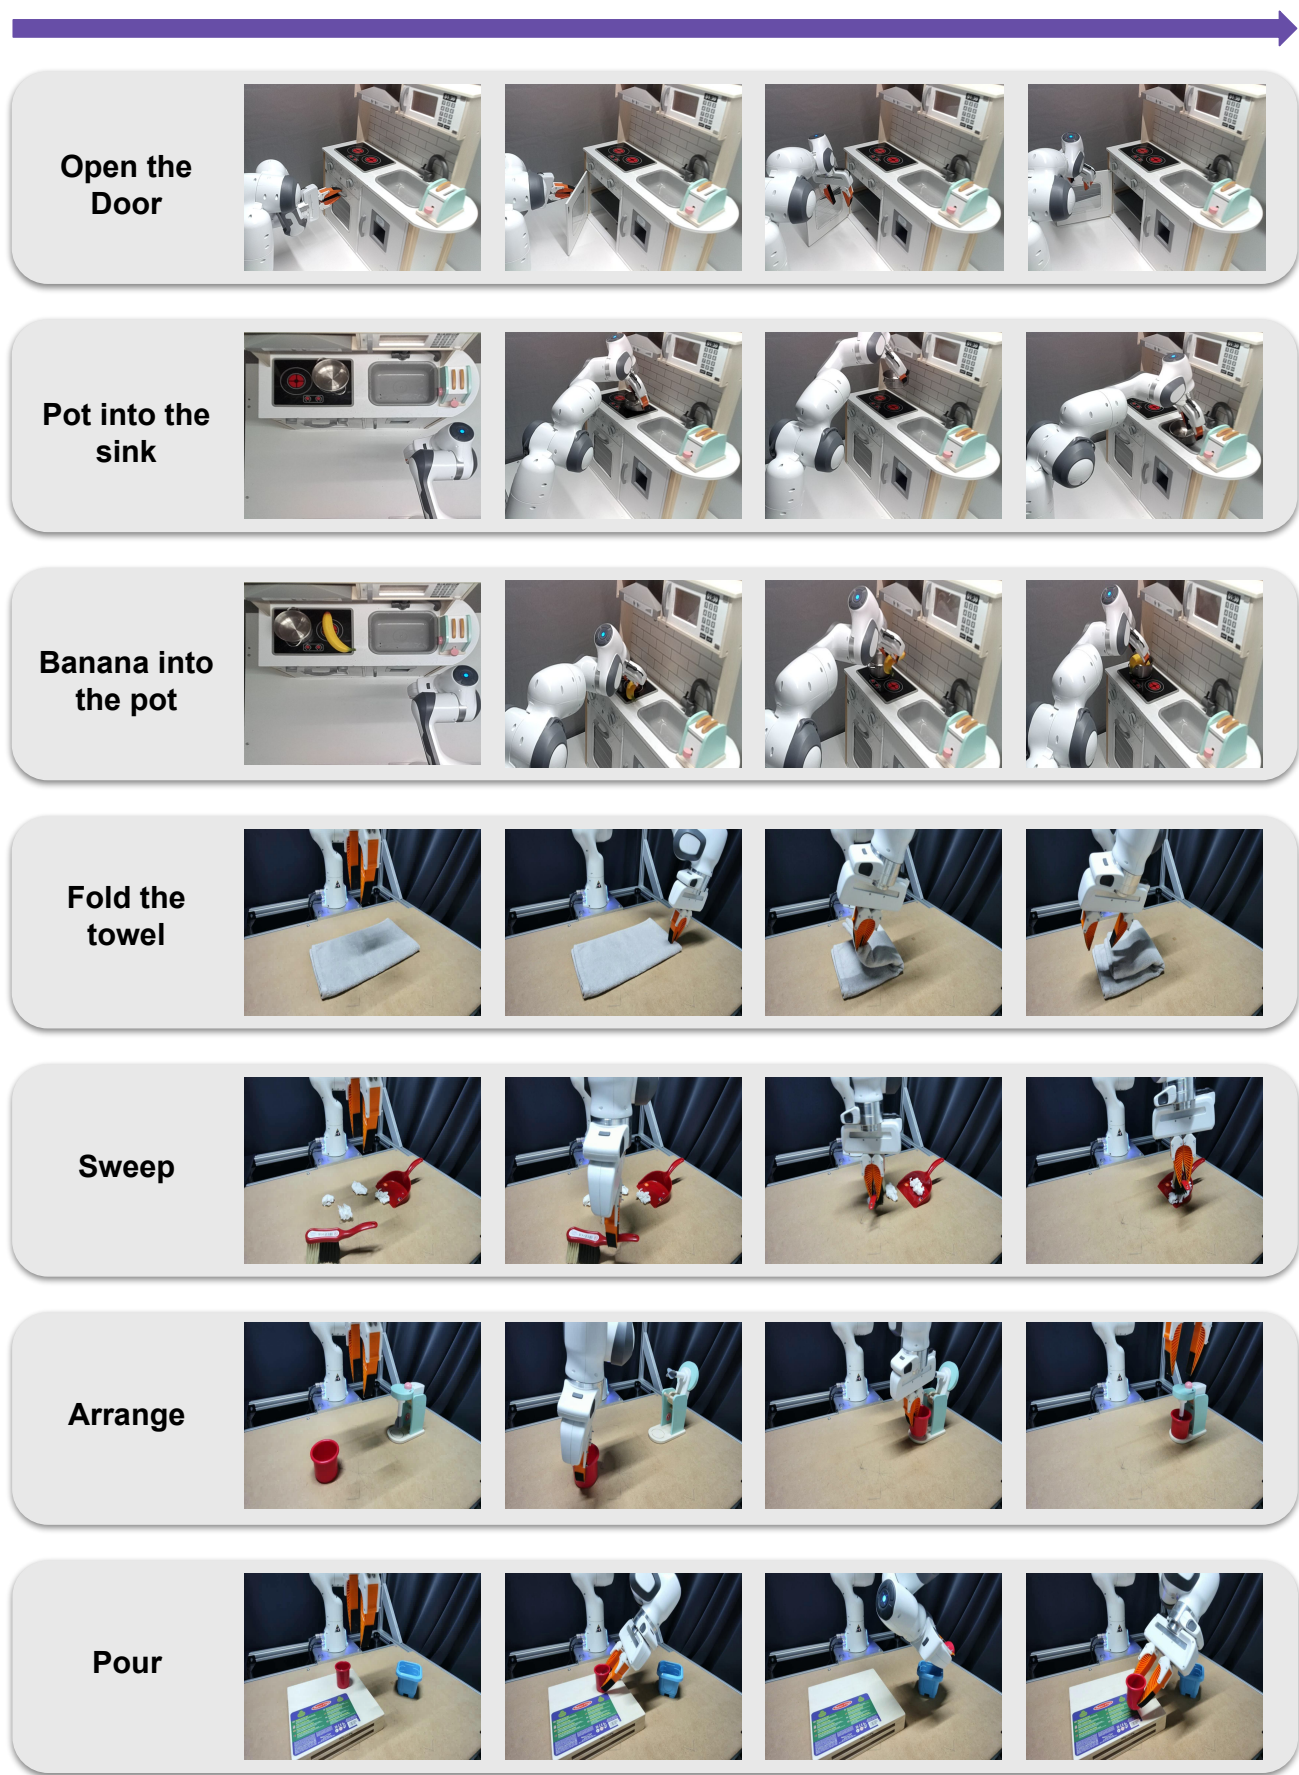 Open the
Door
Pot into the
sink
Banana into
the pot
Fold the
towel
Sweep
Arrange
Pour